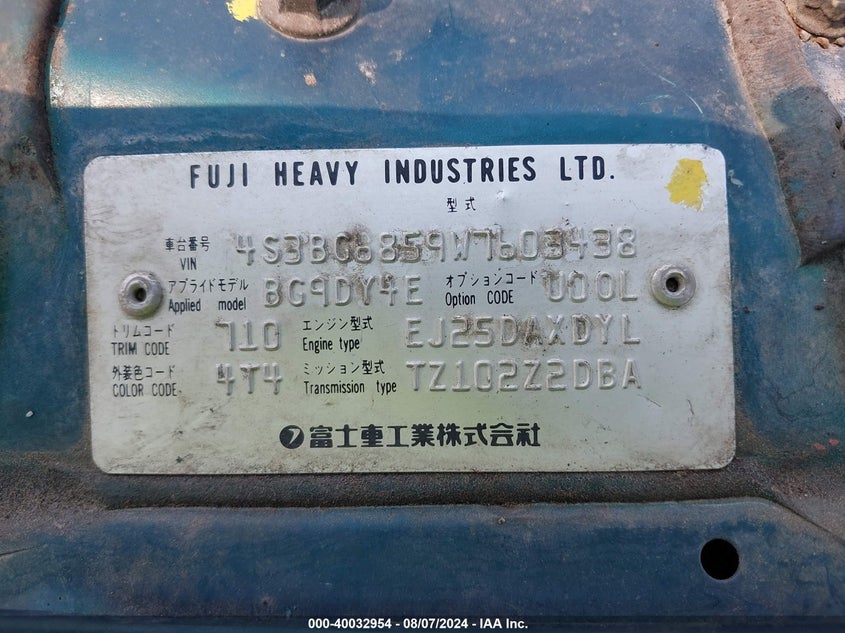 FUJI HEAVY INDUSTRIES LTD.
型式
車台番号 VIN 4S3BG6859W7603438
アプライドモデル Applied model BG9DY4E オプションコード Option CODE U00L
トリムコード TRIM CODE 710 エンジン型式 Engine type EJ25DAXDYL
外装色コード COLOR CODE 4T4 ミッション型式 Transmission type TZ102Z2DBA
富士重工業株式会社
000-40032954 - 08/07/2024 - IAA Inc.